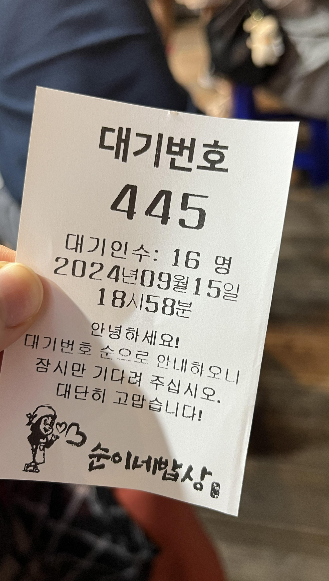 대기번호
445
대기인수: 16 명
2024년09월15일
18시58분
안녕하세요!
대기번호 순으로 안내하오니
잠시만 기다려 주십시오.
대단히 고맙습니다!
순이네밥상